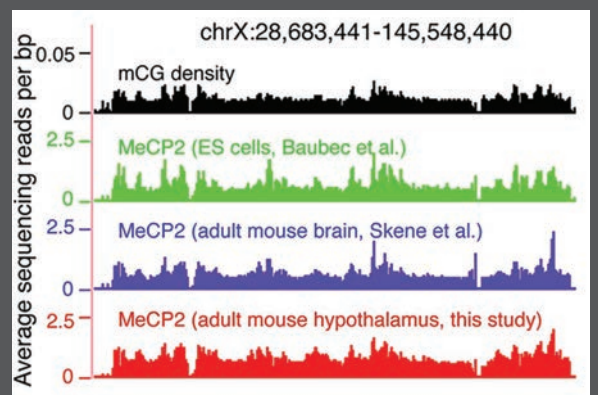 chrX:28,683,441-145,548,440
Average sequencing reads per bp
0.05
mCG density
0
2.5
MeCP2 (ES cells, Baubec et al.)
0
2.5
MeCP2 (adult mouse brain, Skene et al.)
0
2.5
MeCP2 (adult mouse hypothalamus, this study)
0